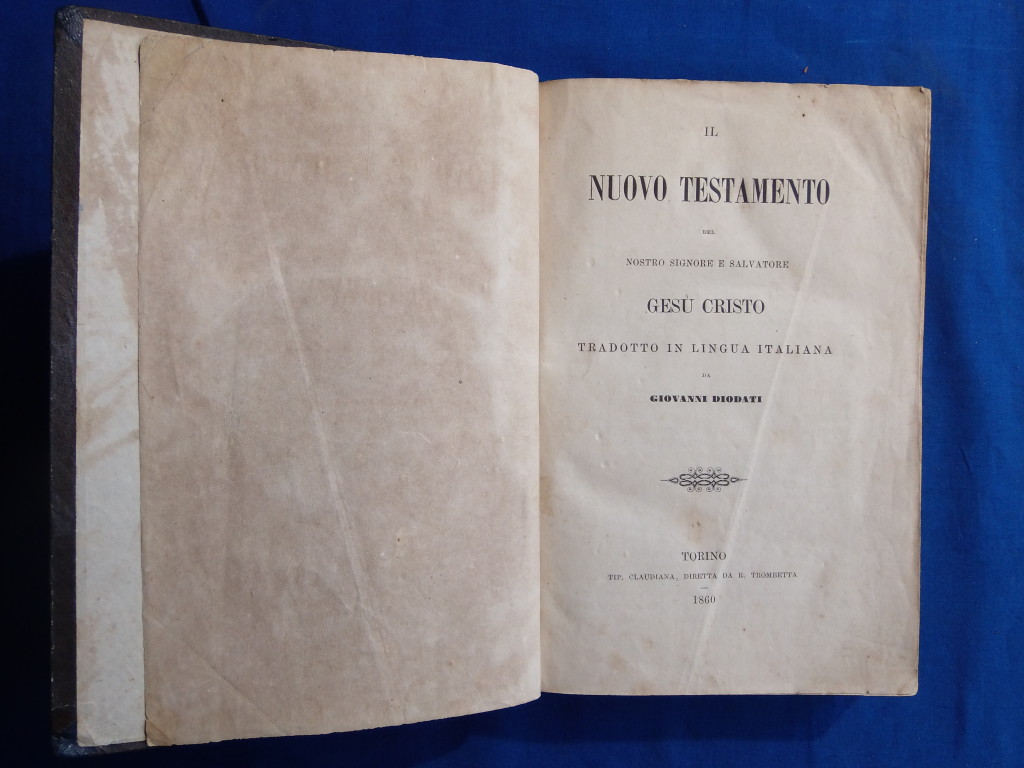 IL
NUOVO TESTAMENTO
DEL
NOSTRO SIGNORE E SALVATORE
GESÙ CRISTO
TRADOTTO IN LINGUA ITALIANA
DA
GIOVANNI DIODATI
TORINO
TIP. CLAUDIANA, DIRETTA DA R. TROMBETTA
1860